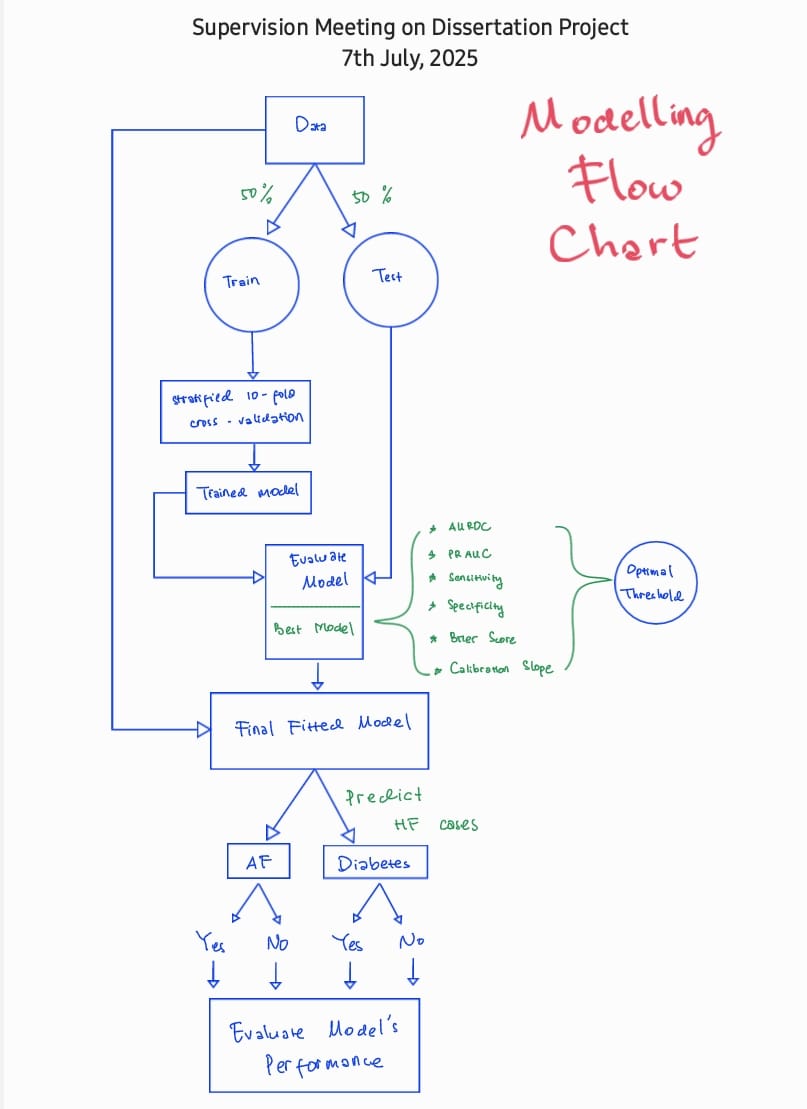 Supervision Meeting on Dissertation Project
7th July, 2025
Modelling
Flow
Chart
Data
50%
50 %
Train
Test
Stratified 10-fold
cross - validation
Trained Model
Evaluate
Model
Best Model
* AUROC
* PR AUC
* Sensitivity
* Specificity
* Brier Score
* Calibration Slope
Optimal
Threshold
Final Fitted Model
Predict
HF cases
AF
Diabetes
Yes
No
Yes
No
Evaluate Model's
Performance